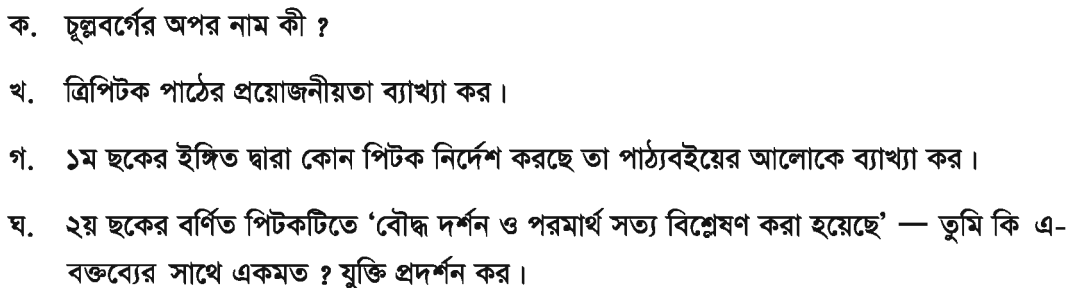 ক. চূল্লবর্গের অপর নাম কী ?
খ. ত্রিপিটক পাঠের প্রয়োজনীয়তা ব্যাখ্যা কর।
গ. ১ম ছকের ইঙ্গিত দ্বারা কোন পিটক নির্দেশ করছে তা পাঠ্যবইয়ের আলোকে ব্যাখ্যা কর।
ঘ. ২য় ছকের বর্ণিত পিটকটিতে ‘বৌদ্ধ দর্শন ও পরমার্থ সত্য বিশ্লেষণ করা হয়েছে’ — তুমি কি এ-
বক্তব্যের সাথে একমত ? যুক্তি প্রদর্শন কর।